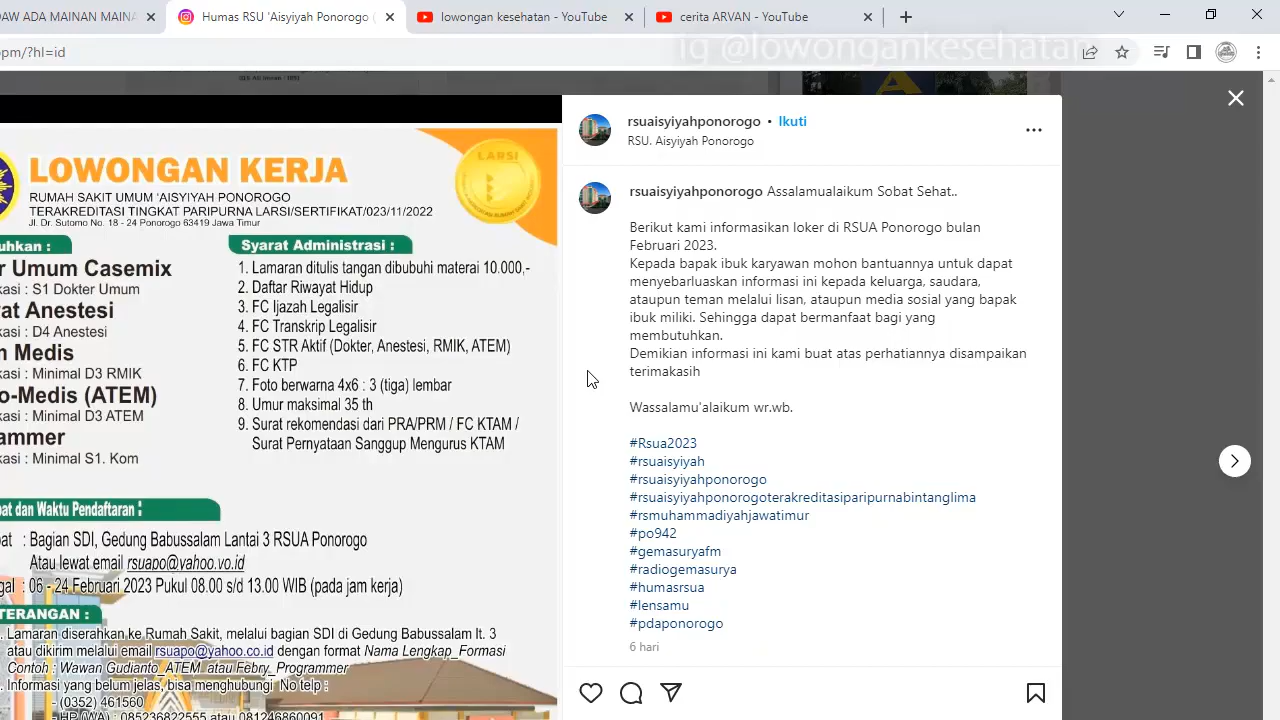 DAW ADA MAINAN MAINA
Humas RSU 'Aisyiyah Ponorogo (
lowongan kesehatan - YouTube
cerita ARVAN - YouTube
opm/?hl=id
ig @lowongankesehatan
(QS. Ali Imran : 185)
LARSI
LOWONGAN KERJA
RUMAH SAKIT UMUM 'AISYIYAH PONOROGO
TERAKREDITASI TINGKAT PARIPURNA LARSI/SERTIFIKAT/023/11/2022
Jl. Dr. Sutomo No. 18 - 24 Ponorogo 63419 Jawa Timur
uhkan :
r Umum Casemix
kasi : S1 Dokter Umum
at Anestesi
kasi : D4 Anestesi
n Medis
kasi : Minimal D3 RMIK
o-Medis (ATEM)
kasi : Minimal D3 ATEM
ammer
kasi : Minimal S1. Kom
Syarat Administrasi :
1. Lamaran ditulis tangan dibubuhi materai 10.000,-
2. Daftar Riwayat Hidup
3. FC Ijazah Legalisir
4. FC Transkrip Legalisir
5. FC STR Aktif (Dokter, Anestesi, RMIK, ATEM)
6. FC KTP
7. Foto berwarna 4x6 : 3 (tiga) lembar
8. Umur maksimal 35 th
9. Surat rekomendasi dari PRA/PRM / FC KTAM /
Surat Pernyataan Sanggup Mengurus KTAM
pat dan Waktu Pendaftaran :
pat : Bagian SDI, Gedung Babussalam Lantai 3 RSUA Ponorogo
Atau lewat email rsuapo@yahoo.vo.id
ggal : 06 - 24 Februari 2023 Pukul 08.00 s/d 13.00 WIB (pada jam kerja)
TERANGAN :
. Lamaran diserahkan ke Rumah Sakit, melalui bagian SDI di Gedung Babussalam lt. 3
atau dikirim melalui email rsuapo@yahoo.co.id dengan format Nama Lengkap_Formasi
Contoh : Wawan Gudianto_ATEM atau Febry_Programmer
. Informasi yang belum jelas, bisa menghubungi No telp :
- (0352) 461560
- HP (WA) : 085236822555 atau 081246860091
rsuaisyiyahponorogo • Ikuti
RSU. Aisyiyah Ponorogo
rsuaisyiyahponorogo Assalamualaikum Sobat Sehat..
Berikut kami informasikan loker di RSUA Ponorogo bulan
Februari 2023.
Kepada bapak ibuk karyawan mohon bantuannya untuk dapat
menyebarluaskan informasi ini kepada keluarga, saudara,
ataupun teman melalui lisan, ataupun media sosial yang bapak
ibuk miliki. Sehingga dapat bermanfaat bagi yang
membutuhkan.
Demikian informasi ini kami buat atas perhatiannya disampaikan
terimakasih
Wassalamu'alaikum wr.wb.
#Rsua2023
#rsuaisyiyah
#rsuaisyiyahponorogo
#rsuaisyiyahponorogoterakreditasiparipurnabintanglima
#rsmuhammadiyahjawatimur
#po942
#gemasuryafm
#radiogemasurya
#humasrsua
#lensamu
#pdaponorogo
6 hari